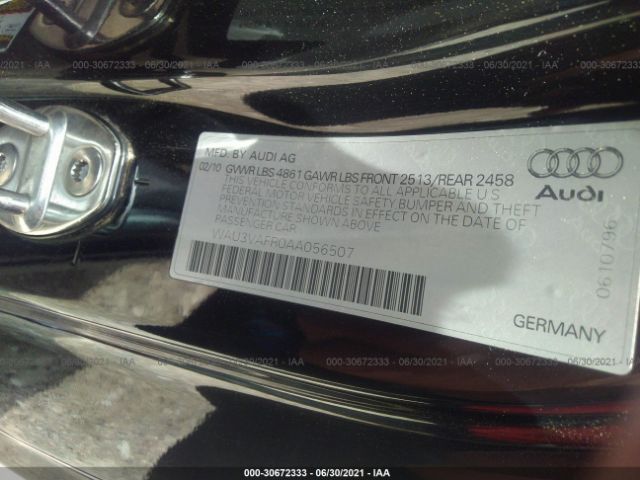 MFD. BY AUDI AG
02/10 GVWR LBS 4861 GAWR LBS FRONT 2513/REAR 2458
THIS VEHICLE CONFORMS TO ALL APPLICABLE U S
FEDERAL MOTOR VEHICLE SAFETY BUMPER AND THEFT
PREVENTION STANDARDS IN EFFECT ON THE DATE OF
MANUFACTURE SHOWN ABOVE
PASSENGER CAR
WAU3VAFR0AA056507
Audi
0610796
GERMANY
000-30672333 - 06/30/2021 - IAA